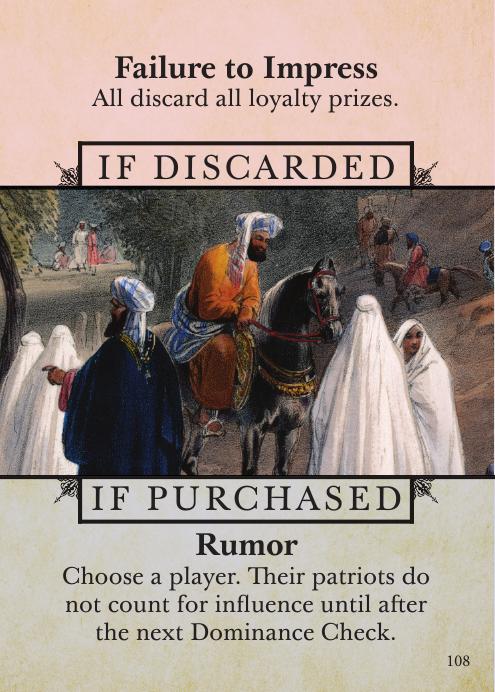 Failure to Impress
All discard all loyalty prizes.
IF DISCARDED
IF PURCHASED
Rumor
Choose a player. Their patriots do
not count for influence until after
the next Dominance Check.
108